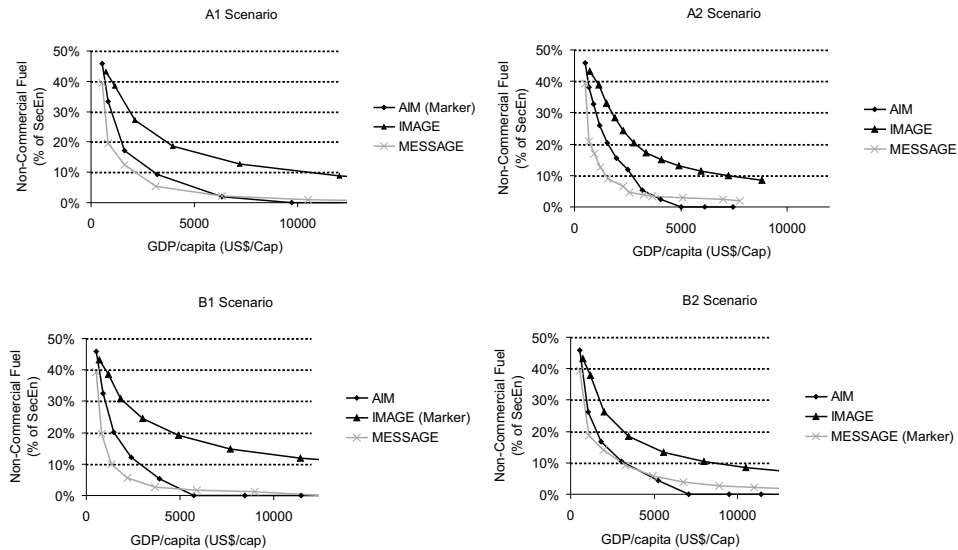 A1 Scenario
Non-Commercial Fuel
(% of SecEn)
50%
40%
30%
20%
10%
0%
0
5000
10000
GDP/capita (US$/Cap)
AIM (Marker)
IMAGE
MESSAGE
A2 Scenario
Non-Commercial Fuel
(% of SecEn)
50%
40%
30%
20%
10%
0%
0
5000
10000
GDP/capita (US$/Cap)
AIM
IMAGE
MESSAGE
B1 Scenario
Non-Commercial Fuel
(% of SecEn)
50%
40%
30%
20%
10%
0%
0
5000
10000
GDP/capita (US$/cap)
AIM
IMAGE (Marker)
MESSAGE
B2 Scenario
Non-Commercial Fuel
(% of SecEn)
50%
40%
30%
20%
10%
0%
0
5000
10000
GDP/capita (US$/Cap)
AIM
IMAGE
MESSAGE (Marker)